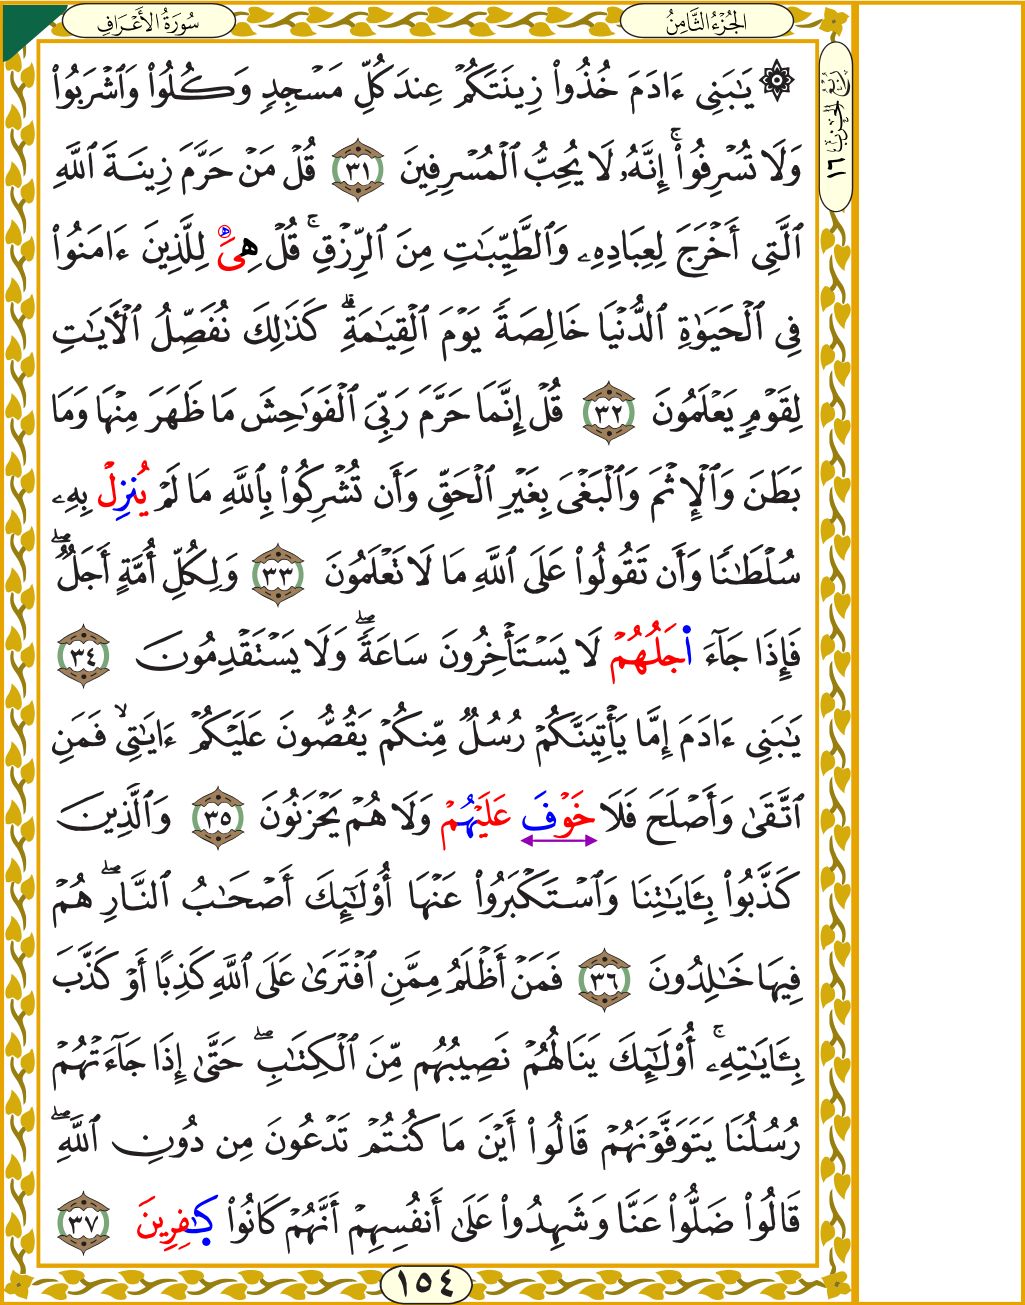 سُورَةُ الأَعْرَافِ
الجُزْءُ الثَّامِنُ
۞ يَٰبَنِي ءَادَمَ خُذُواْ زِينَتَكُمْ عِندَ كُلِّ مَسْجِدٍ وَكُلُواْ وَٱشْرَبُواْ
وَلَا تُسْرِفُوٓاْۚ إِنَّهُۥ لَا يُحِبُّ ٱلْمُسْرِفِينَ ٣١ قُلْ مَنْ حَرَّمَ زِينَةَ ٱللَّهِ
ٱلَّتِي أَخْرَجَ لِعِبَادِهِۦ وَٱلطَّيِّبَٰتِ مِنَ ٱلرِّزْقِۚ قُلْ هِيَ لِلَّذِينَ ءَامَنُواْ
فِي ٱلْحَيَوٰةِ ٱلدُّنْيَا خَالِصَةً يَوْمَ ٱلْقِيَٰمَةِۗ كَذَٰلِكَ نُفَصِّلُ ٱلْأٓيَٰتِ
لِقَوْمٍ يَعْلَمُونَ ٣٢ قُلْ إِنَّمَا حَرَّمَ رَبِّيَ ٱلْفَوَٰحِشَ مَا ظَهَرَ مِنْهَا وَمَا
بَطَنَ وَٱلْإِثْمَ وَٱلْبَغْيَ بِغَيْرِ ٱلْحَقِّ وَأَن تُشْرِكُواْ بِٱللَّهِ مَا لَمْ يُنزِلْ بِهِۦ
سُلْطَٰنًا وَأَن تَقُولُواْ عَلَى ٱللَّهِ مَا لَا تَعْلَمُونَ ٣٣ وَلِكُلِّ أُمَّةٍ أَجَلٌۖ
فَإِذَا جَآءَ اجَلُهُمْ لَا يَسْتَأْخِرُونَ سَاعَةً ۖ وَلَا يَسْتَقْدِمُونَ ٣٤
يَٰبَنِي ءَادَمَ إِمَّا يَأْتِيَنَّكُمْ رُسُلٌ مِّنكُمْ يَقُصُّونَ عَلَيْكُمْ ءَايَٰتِيۙ فَمَنِ
ٱتَّقَىٰ وَأَصْلَحَ فَلَا خَوْفَ عَلَيْهُمْ وَلَا هُمْ يَحْزَنُونَ ٣٥ وَٱلَّذِينَ
كَذَّبُواْ بِـَٔايَٰتِنَا وَٱسْتَكْبَرُواْ عَنْهَا أُوْلَٰٓئِكَ أَصْحَٰبُ ٱلنَّارِۖ هُمْ
فِيهَا خَٰلِدُونَ ٣٦ فَمَنْ أَظْلَمُ مِمَّنِ ٱفْتَرَىٰ عَلَى ٱللَّهِ كَذِبًا أَوْ كَذَّبَ
بِـَٔايَٰتِهِۦۚ أُوْلَٰٓئِكَ يَنَالُهُمْ نَصِيبُهُم مِّنَ ٱلْكِتَٰبِۖ حَتَّىٰ إِذَا جَآءَتْهُمْ
رُسُلُنَا يَتَوَفَّوْنَهُمْ قَالُواْ أَيْنَ مَا كُنتُمْ تَدْعُونَ مِن دُونِ ٱللَّهِۖ
قَالُواْ ضَلُّواْ عَنَّا وَشَهِدُواْ عَلَىٰ أَنفُسِهِمْ أَنَّهُمْ كَانُواْ كَٰفِرِينَ ٣٧
رُبْعُ الحِزْبِ ١٦
١٥٤